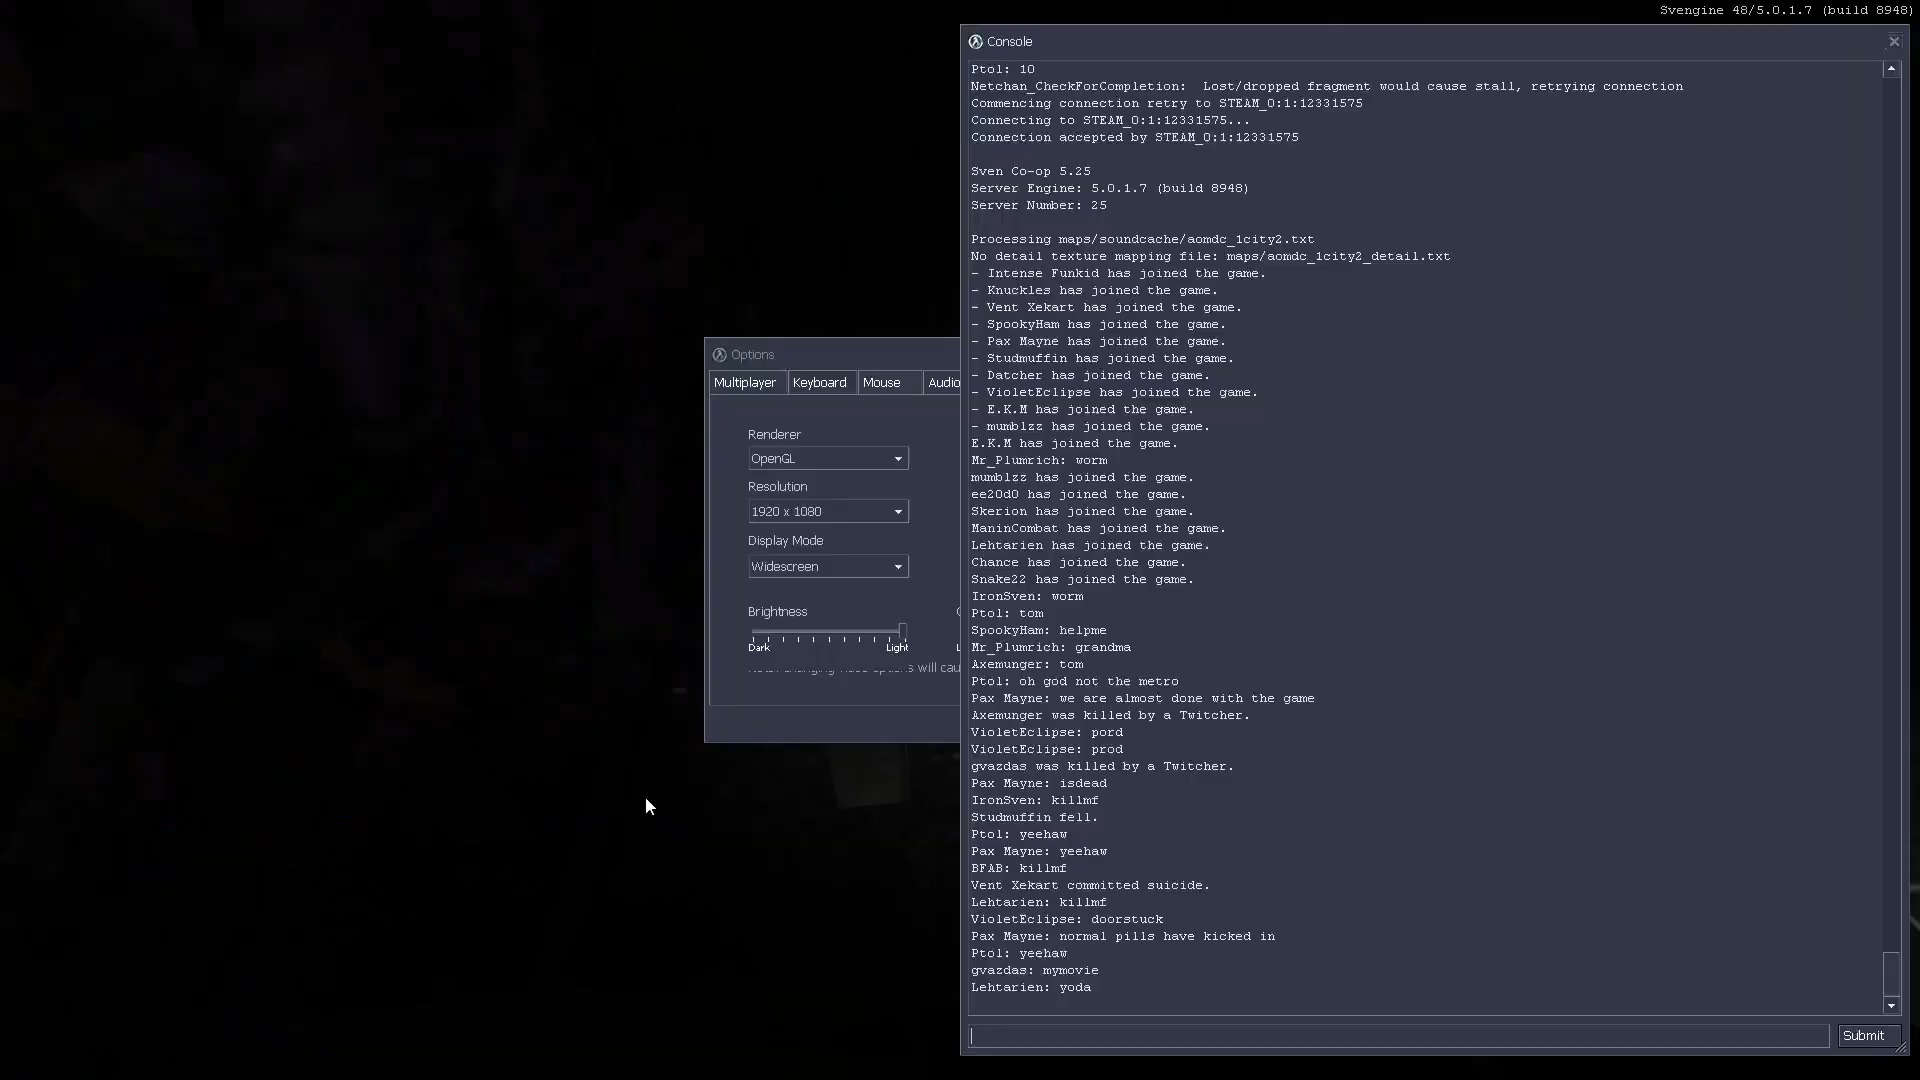 Svengine 48/5.0.1.7 (build 8948)
Console
Ptol: 10
Netchan_CheckForCompletion:  Lost/dropped fragment would cause stall, retrying connection
Commencing connection retry to STEAM_0:1:12331575
Connecting to STEAM_0:1:12331575...
Connection accepted by STEAM_0:1:12331575
Sven Co-op 5.25
Server Engine: 5.0.1.7 (build 8948)
Server Number: 25
Processing maps/soundcache/aomdc_1city2.txt
No detail texture mapping file: maps/aomdc_1city2_detail.txt
- Intense Funkid has joined the game.
- Knuckles has joined the game.
- Vent Xekart has joined the game.
- SpookyHam has joined the game.
- Pax Mayne has joined the game.
- Studmuffin has joined the game.
- Datcher has joined the game.
- VioletEclipse has joined the game.
- E.K.M has joined the game.
- mumblzz has joined the game.
E.K.M has joined the game.
Mr_Plumrich: worm
mumblzz has joined the game.
ee20d0 has joined the game.
Skerion has joined the game.
ManinCombat has joined the game.
Lehtarien has joined the game.
Chance has joined the game.
Snake22 has joined the game.
IronSven: worm
Ptol: tom
SpookyHam: helpme
Mr_Plumrich: grandma
Axemunger: tom
Ptol: oh god not the metro
Pax Mayne: we are almost done with the game
Axemunger was killed by a Twitcher.
VioletEclipse: pord
VioletEclipse: prod
gvazdas was killed by a Twitcher.
Pax Mayne: isdead
IronSven: killmf
Studmuffin fell.
Ptol: yeehaw
Pax Mayne: yeehaw
BFAB: killmf
Vent Xekart committed suicide.
Lehtarien: killmf
VioletEclipse: doorstuck
Pax Mayne: normal pills have kicked in
Ptol: yeehaw
gvazdas: mymovie
Lehtarien: yoda
Submit
Options
Multiplayer Keyboard Mouse Audio
Renderer
OpenGL
Resolution
1920 x 1080
Display Mode
Widescreen
Brightness
Dark Light
options will cau